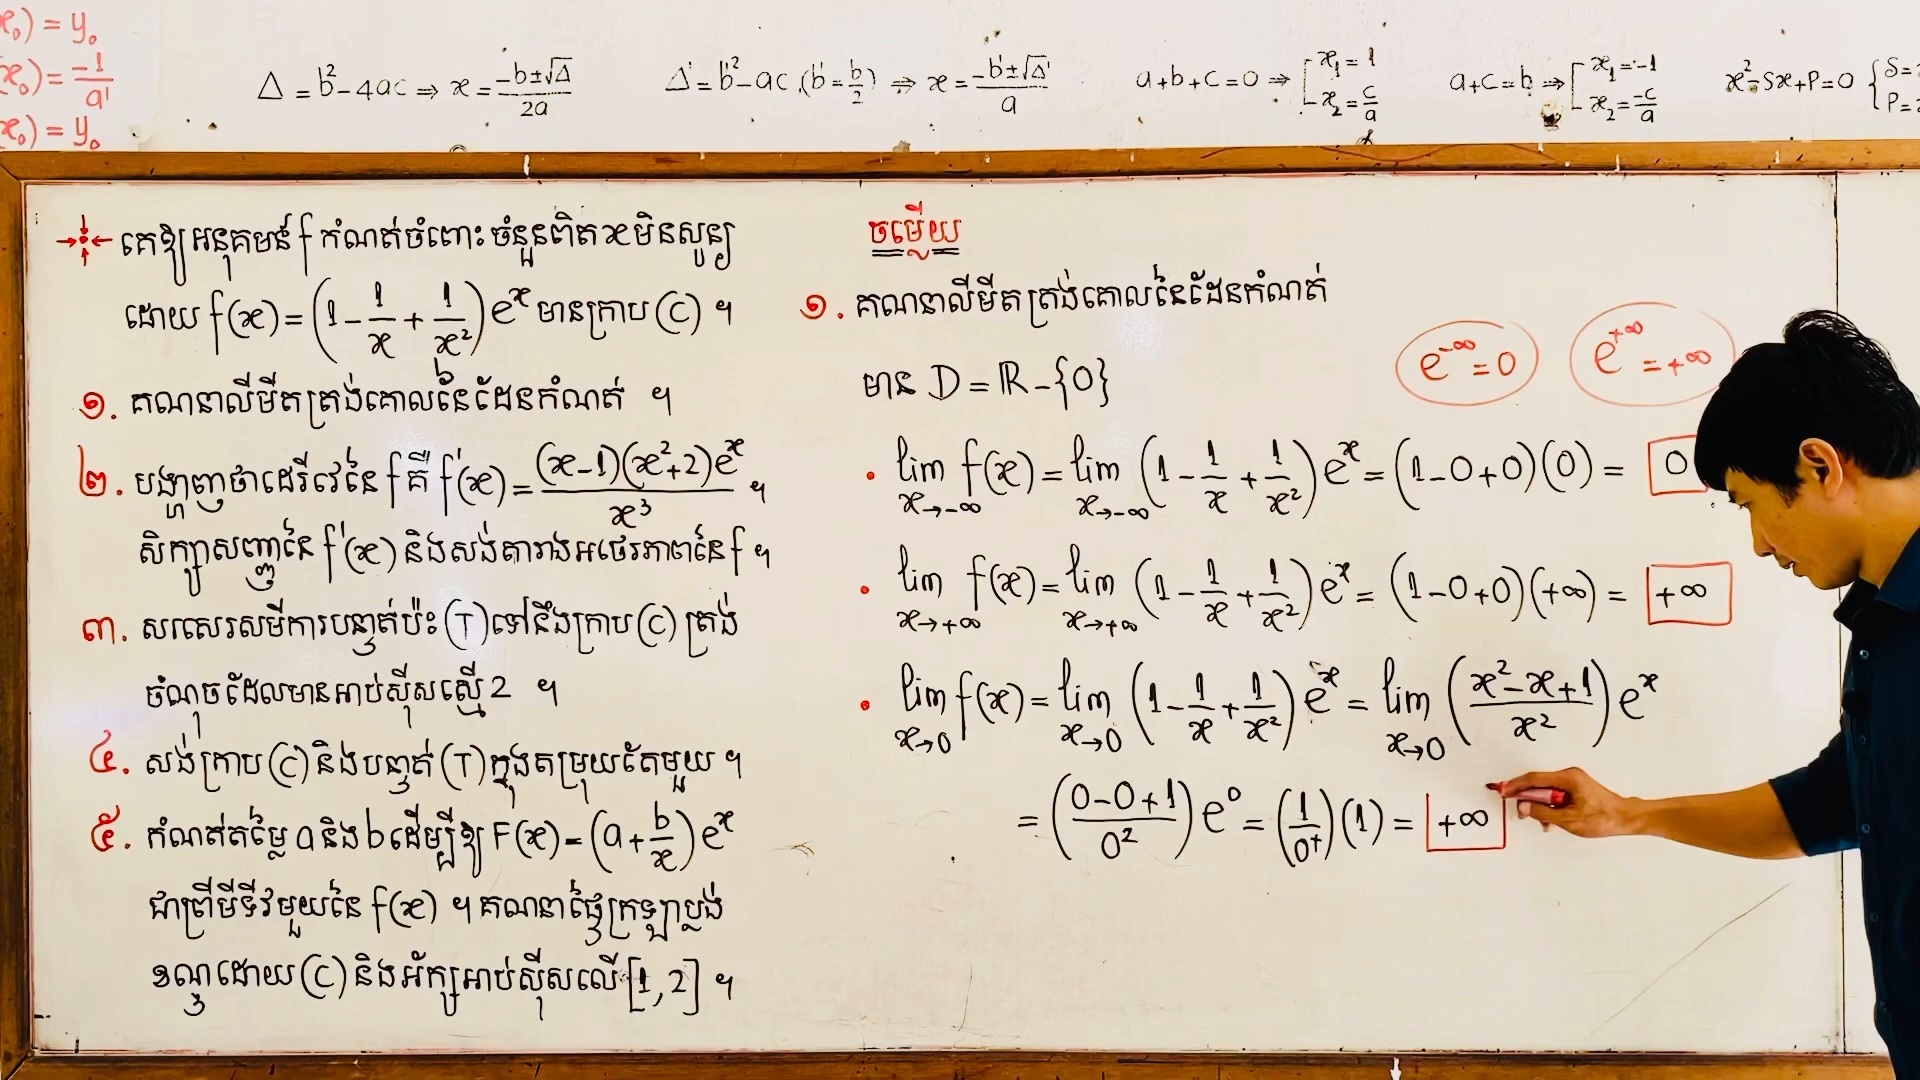 x₀) = y₀
(x₀) = -1/a'
x₀) = y₀
Δ = b² - 4ac ⇒ x = (-b ± √Δ)/2a
Δ' = b'² - ac, (b' = b/2) ⇒ x = (-b' ± √Δ')/a
a + b + c = 0 ⇒ [ x₁ = 1
x₂ = c/a
a + c = b ⇒ [ x₁ = -1
x₂ = -c/a
x² - Sx + P = 0 { S =
P =
គេឱ្យអនុគមន៍ f កំណត់ចំពោះចំនួនពិត x មិនសូន្យ
ដោយ f(x) = (1 - 1/x + 1/x²) eˣ មានក្រាប (C) ។
១. គណនាលីមីតត្រង់គោលនៃដែនកំណត់ ។
២. បង្ហាញថាដេរីវេនៃ f គឺ f'(x) = (x-1)(x²+2)eˣ/x³ ។
សិក្សាសញ្ញានៃ f'(x) និងសង់តារាងអថេរភាពនៃ f ។
៣. សរសេរសមីការបន្ទាត់ប៉ះ (T) ទៅនឹងក្រាប (C) ត្រង់
ចំណុចដែលមានអាប់ស៊ីសស្មើ 2 ។
៤. សង់ក្រាប (C) និងបន្ទាត់ (T) ក្នុងតម្រុយតែមួយ ។
៥. កំណត់តម្លៃ a និង b ដើម្បីឱ្យ F(x) = (a + b/x) eˣ
ជាព្រីមីទីវមួយនៃ f(x) ។ គណនាផ្ទៃក្រឡាប្លង់
ខណ្ឌដោយ (C) និងអ័ក្សអាប់ស៊ីសលើ [1, 2] ។
ចម្លើយ
១. គណនាលីមីតត្រង់គោលនៃដែនកំណត់
មាន D = ℝ - {0}
e^-∞ = 0
e^+∞ = +∞
• lim x→-∞ f(x) = lim x→-∞ (1 - 1/x + 1/x²) eˣ = (1-0+0)(0) = 0
• lim x→+∞ f(x) = lim x→+∞ (1 - 1/x + 1/x²) eˣ = (1-0+0)(+∞) = +∞
• lim x→0 f(x) = lim x→0 (1 - 1/x + 1/x²) eˣ = lim x→0 ((x² - x + 1)/x²) eˣ
= ((0-0+1)/0²) e⁰ = (1/0⁺)(1) = +∞